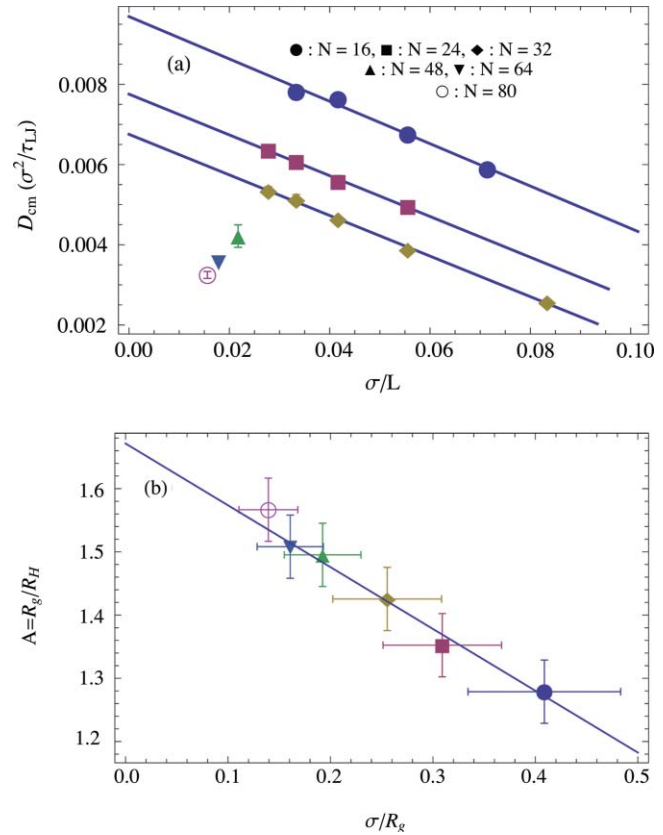 (a)
● : N = 16, ■ : N = 24, ◆ : N = 32
▲ : N = 48, ▼ : N = 64
○ : N = 80
0.008
0.006
0.004
0.002
D_cm (σ²/τ_LJ)
0.00 0.02 0.04 0.06 0.08 0.10
σ/L
(b)
1.6
1.5
1.4
1.3
1.2
A=R_g/R_H
0.0 0.1 0.2 0.3 0.4 0.5
σ/R_g